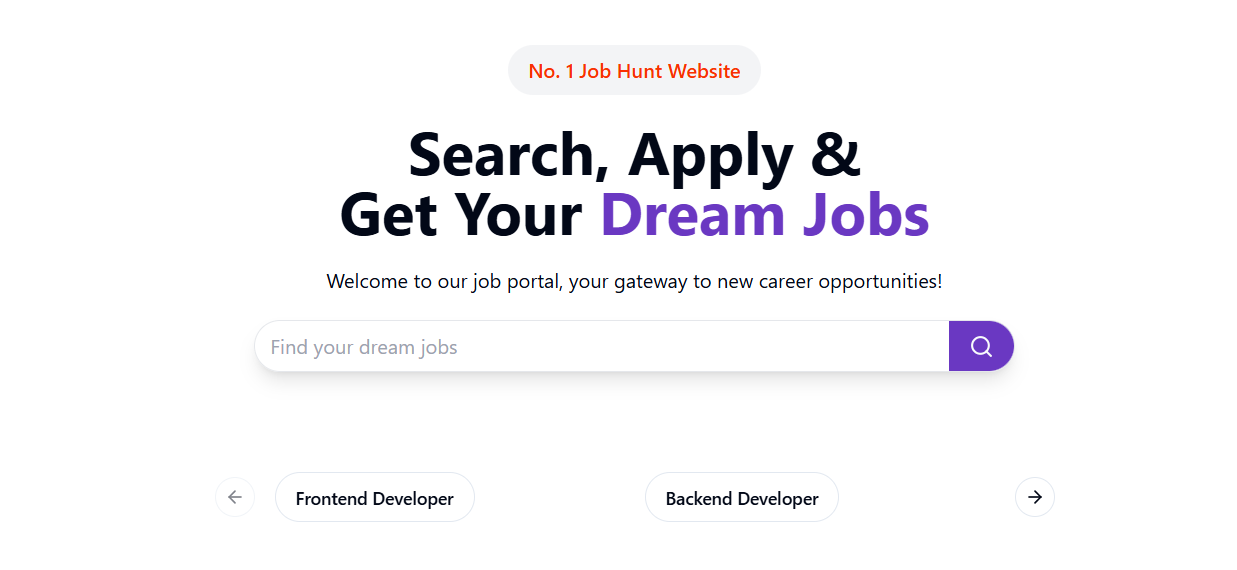 No. 1 Job Hunt Website
Search, Apply &
Get Your Dream Jobs
Welcome to our job portal, your gateway to new career opportunities!
Find your dream jobs
Frontend Developer
Backend Developer